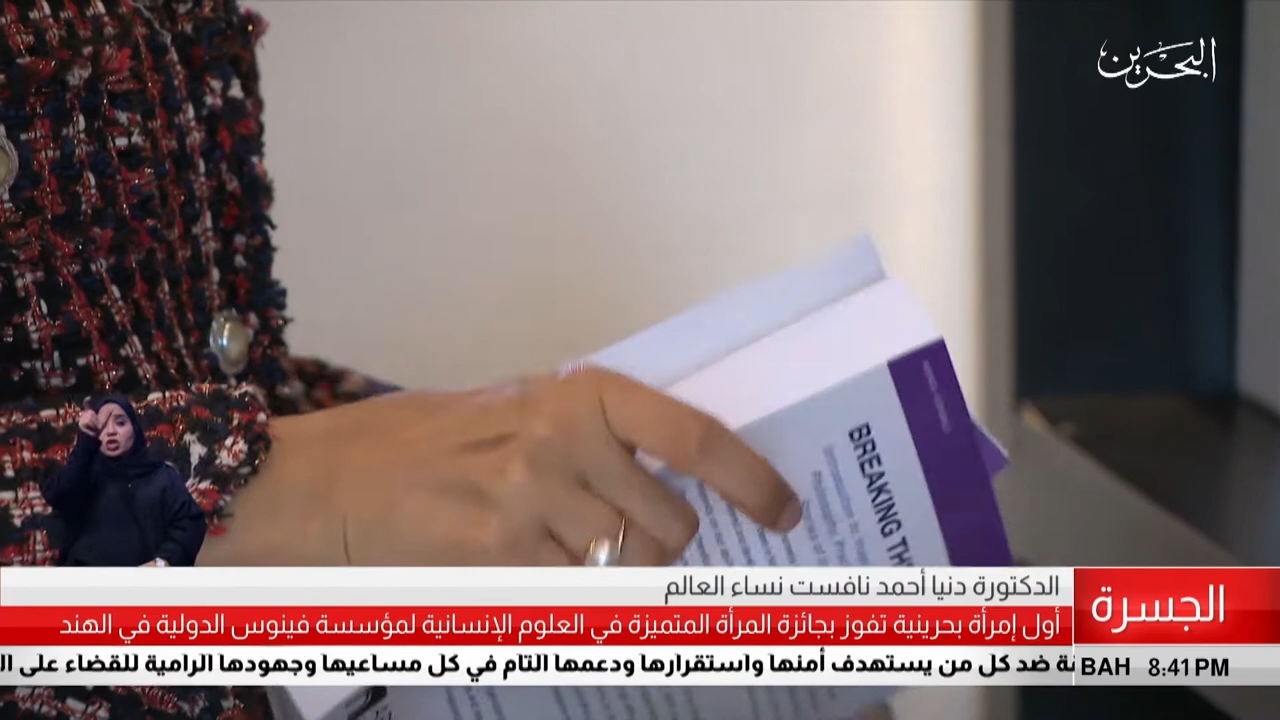 البحرين
BREAKING TH
الدكتورة دنيا أحمد نافست نساء العالم
الجسرة
أول إمرأة بحرينية تفوز بجائزة المرأة المتميزة في العلوم الإنسانية لمؤسسة فينوس الدولية في الهند
ضد كل من يستهدف أمنها واستقرارها ودعمها التام في كل مساعيها وجهودها الرامية للقضاء على
BAH 8:41 PM